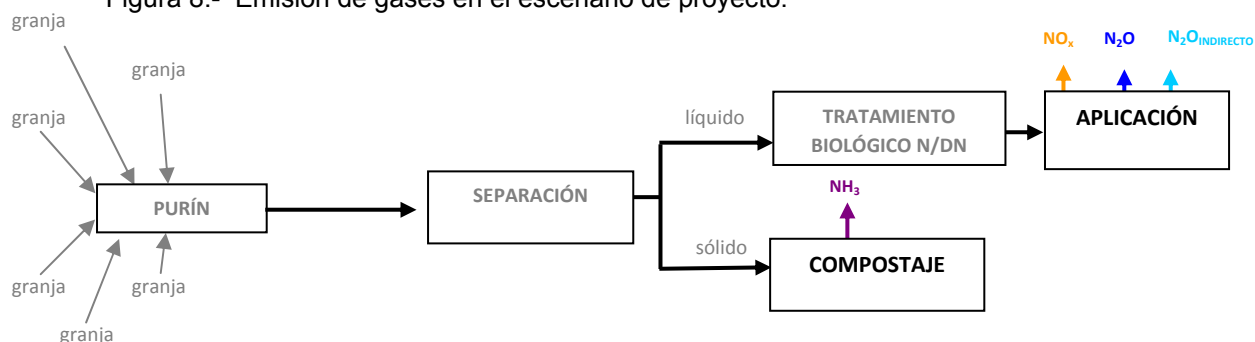 Figura 8.- Emisión de gases en el escenario de proyecto.
granja
granja
granja
granja
granja
granja
PURÍN
SEPARACIÓN
líquido
sólido
TRATAMIENTO
BIOLÓGICO N/DN
NH₃
COMPOSTAJE
NOₓ
N₂O
N₂O_INDIRECTO
APLICACIÓN